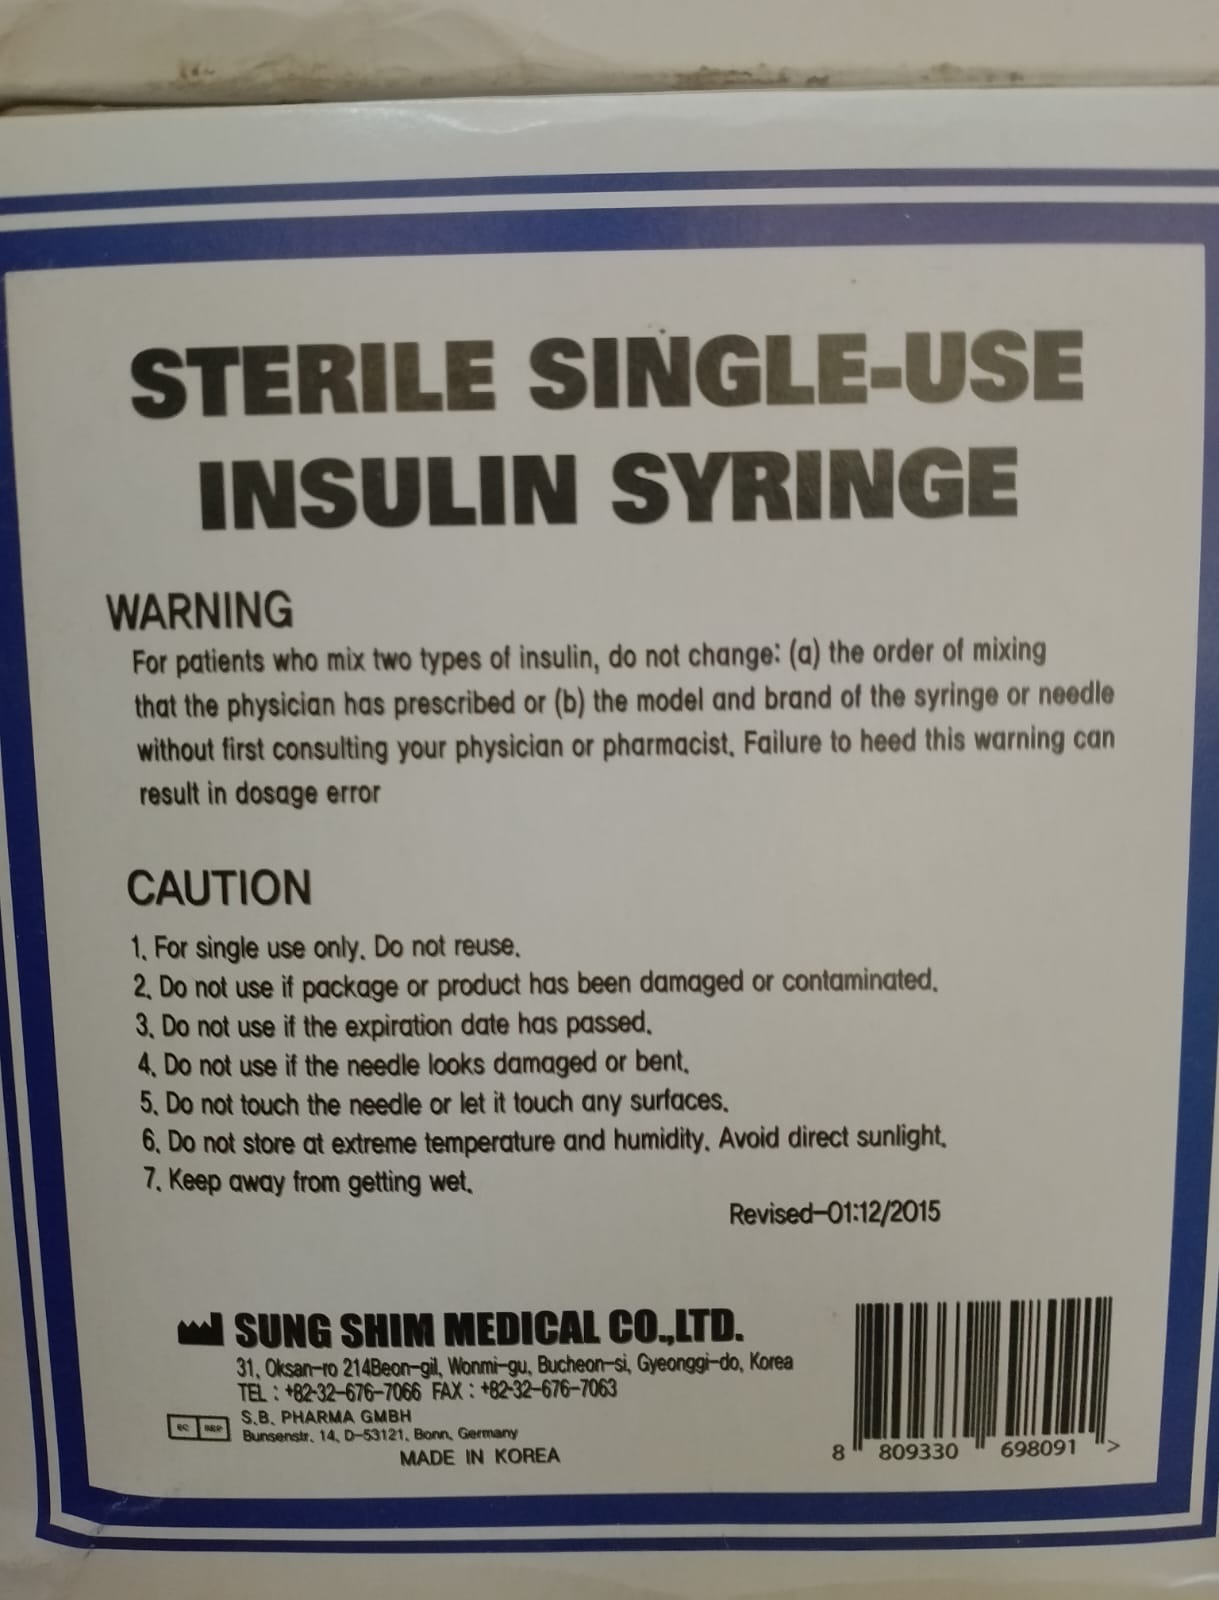 STERILE SINGLE-USE
INSULIN SYRINGE
WARNING
For patients who mix two types of insulin, do not change: (a) the order of mixing
that the physician has prescribed or (b) the model and brand of the syringe or needle
without first consulting your physician or pharmacist. Failure to heed this warning can
result in dosage error
CAUTION
1. For single use only. Do not reuse.
2. Do not use if package or product has been damaged or contaminated.
3. Do not use if the expiration date has passed.
4. Do not use if the needle looks damaged or bent.
5. Do not touch the needle or let it touch any surfaces.
6. Do not store at extreme temperature and humidity. Avoid direct sunlight.
7. Keep away from getting wet.
Revised-01:12/2015
SUNG SHIM MEDICAL CO.,LTD.
31, Oksan-ro 214Beon-gil, Wonmi-gu, Bucheon-si, Gyeonggi-do, Korea
TEL : +82-32-676-7066 FAX : +82-32-676-7063
EC REP S.B. PHARMA GMBH
Bunsenstr. 14, D-53121, Bonn, Germany
MADE IN KOREA
8 809330 698091 >